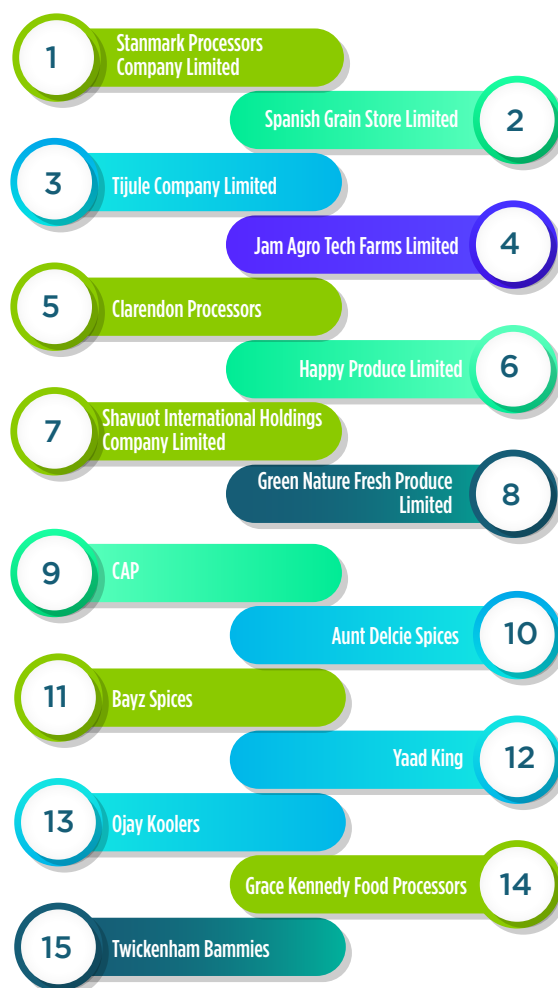 1
Stanmark Processors
Company Limited
Spanish Grain Store Limited
2
3
Tijule Company Limited
Jam Agro Tech Farms Limited
4
5
Clarendon Processors
Happy Produce Limited
6
7
Shavuot International Holdings
Company Limited
Green Nature Fresh Produce
Limited
8
9
CAP
Aunt Delcie Spices
10
11
Bayz Spices
Yaad King
12
13
Ojay Koolers
Grace Kennedy Food Processors
14
15
Twickenham Bammies